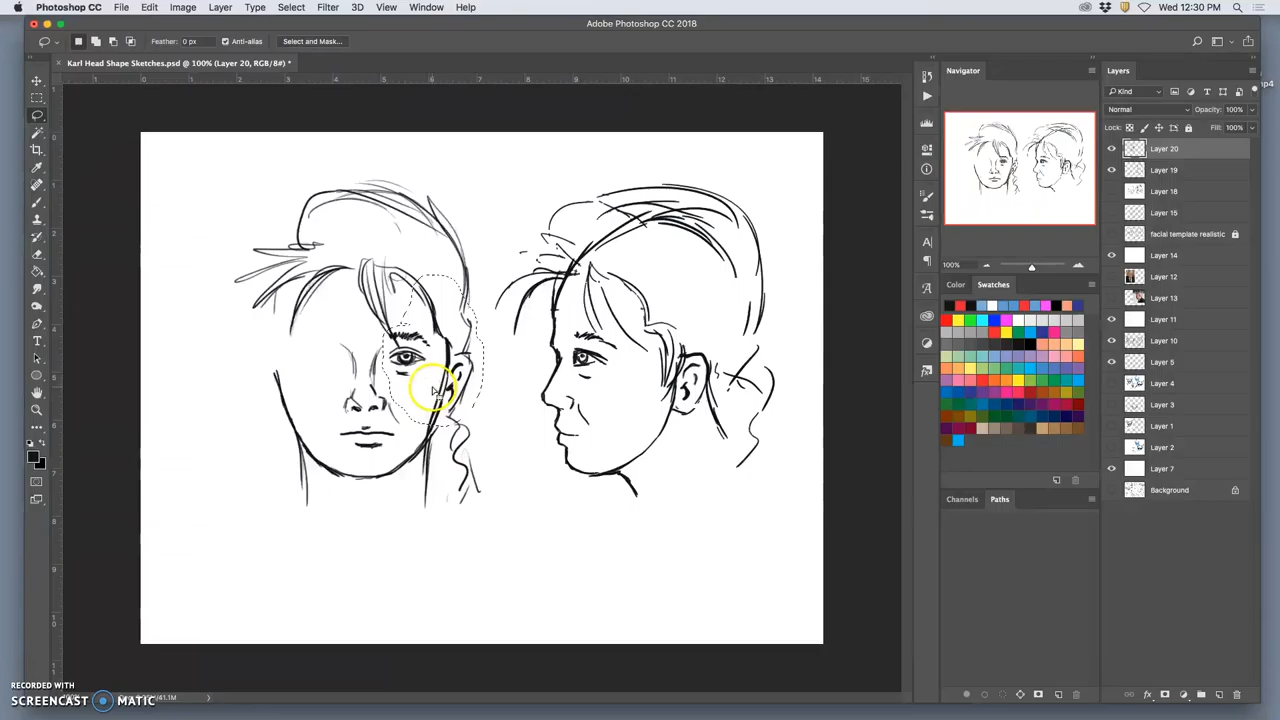 Photoshop CC File Edit Image Layer Type Select Filter 3D View Window Help Wed 12:30 PM
Adobe Photoshop CC 2018
Feather: 0 px Anti-alias Select and Mask...
Karl Head Shape Sketches.psd @ 100% (Layer 20, RGB/8#) *
Navigator
100%
Color Swatches
Channels Paths
Layers
Kind
Normal Opacity: 100%
Lock: Fill: 100%
Layer 20
Layer 19
Layer 18
Layer 15
facial template realistic
Layer 14
Layer 12
Layer 13
Layer 11
Layer 10
Layer 5
Layer 4
Layer 3
Layer 1
Layer 2
Layer 7
Background
mp4
RECORDED WITH
SCREENCAST MATIC